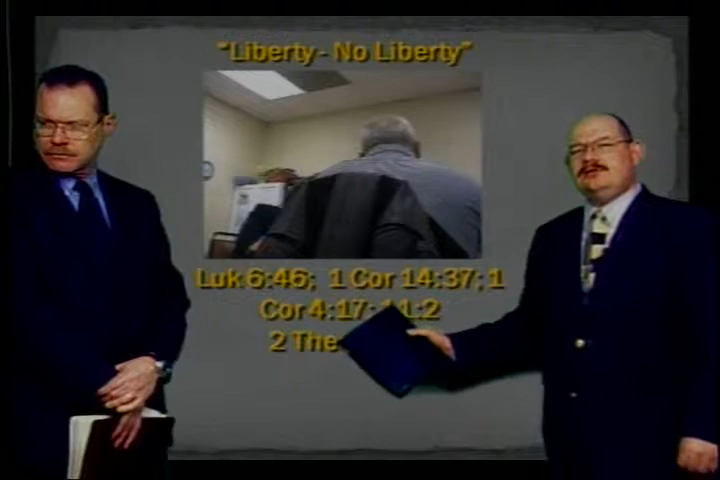 "Liberty - No Liberty"
Luk 6:46; 1 Cor 14:37; 1
Cor 4:17; 11:2
2 The